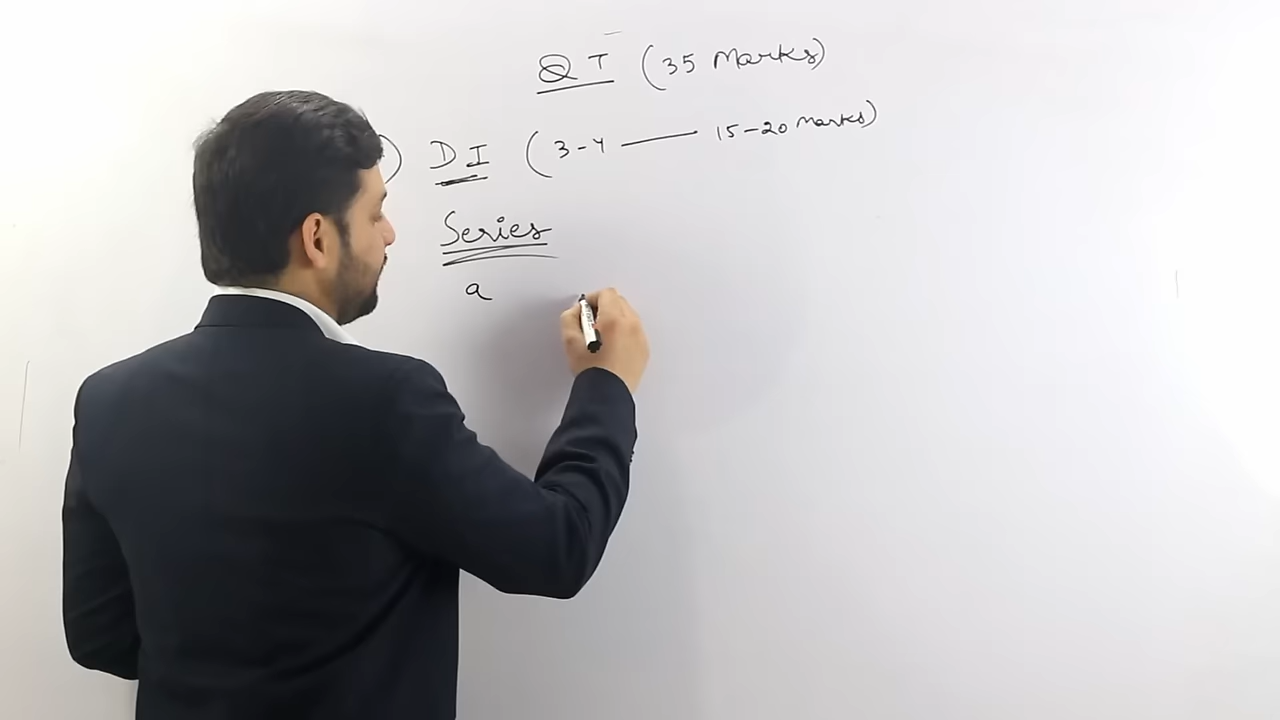 QT (35 Marks)
) DI (3-4 — 15-20 Marks)
Series
a